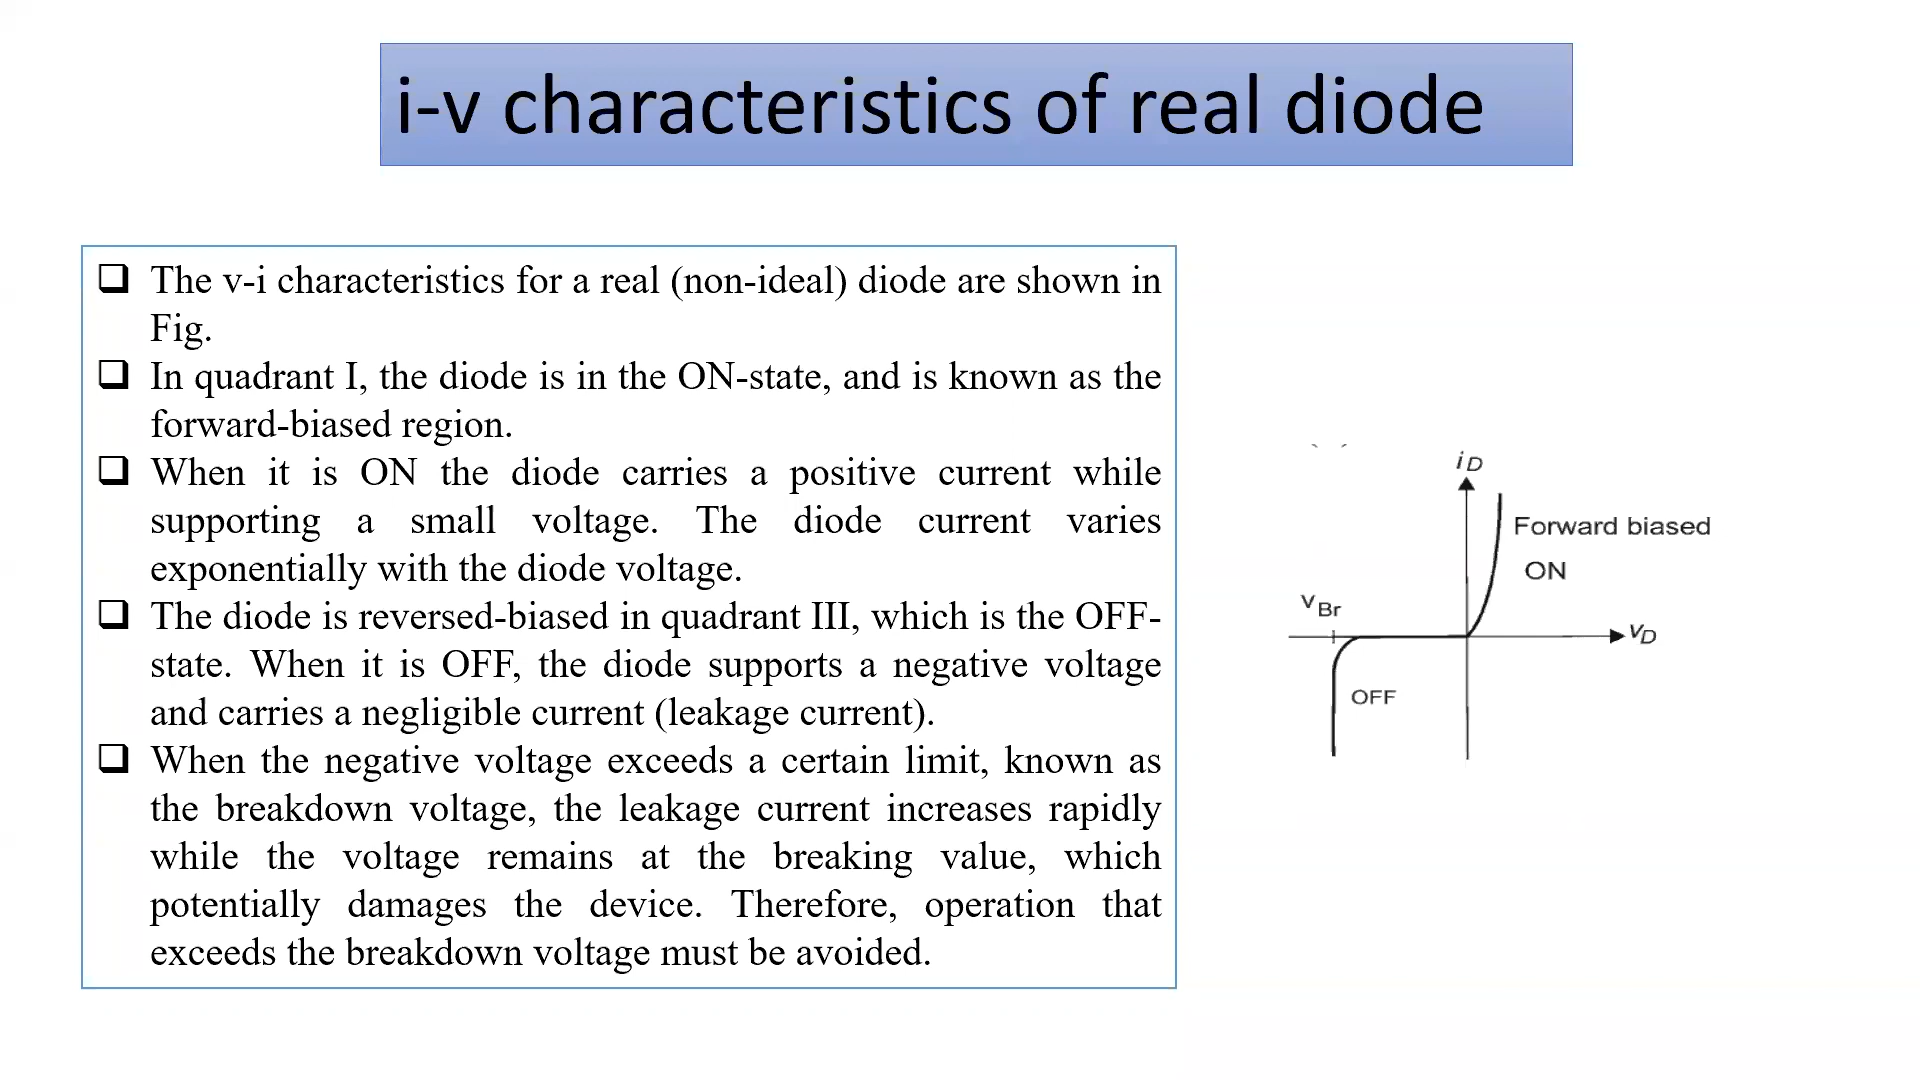 i-v characteristics of real diode
❑ The v-i characteristics for a real (non-ideal) diode are shown in
Fig.
❑ In quadrant I, the diode is in the ON-state, and is known as the
forward-biased region.
❑ When it is ON the diode carries a positive current while
supporting a small voltage. The diode current varies
exponentially with the diode voltage.
❑ The diode is reversed-biased in quadrant III, which is the OFF-
state. When it is OFF, the diode supports a negative voltage
and carries a negligible current (leakage current).
❑ When the negative voltage exceeds a certain limit, known as
the breakdown voltage, the leakage current increases rapidly
while the voltage remains at the breaking value, which
potentially damages the device. Therefore, operation that
exceeds the breakdown voltage must be avoided.
iD
Forward biased
ON
vBr
vD
OFF